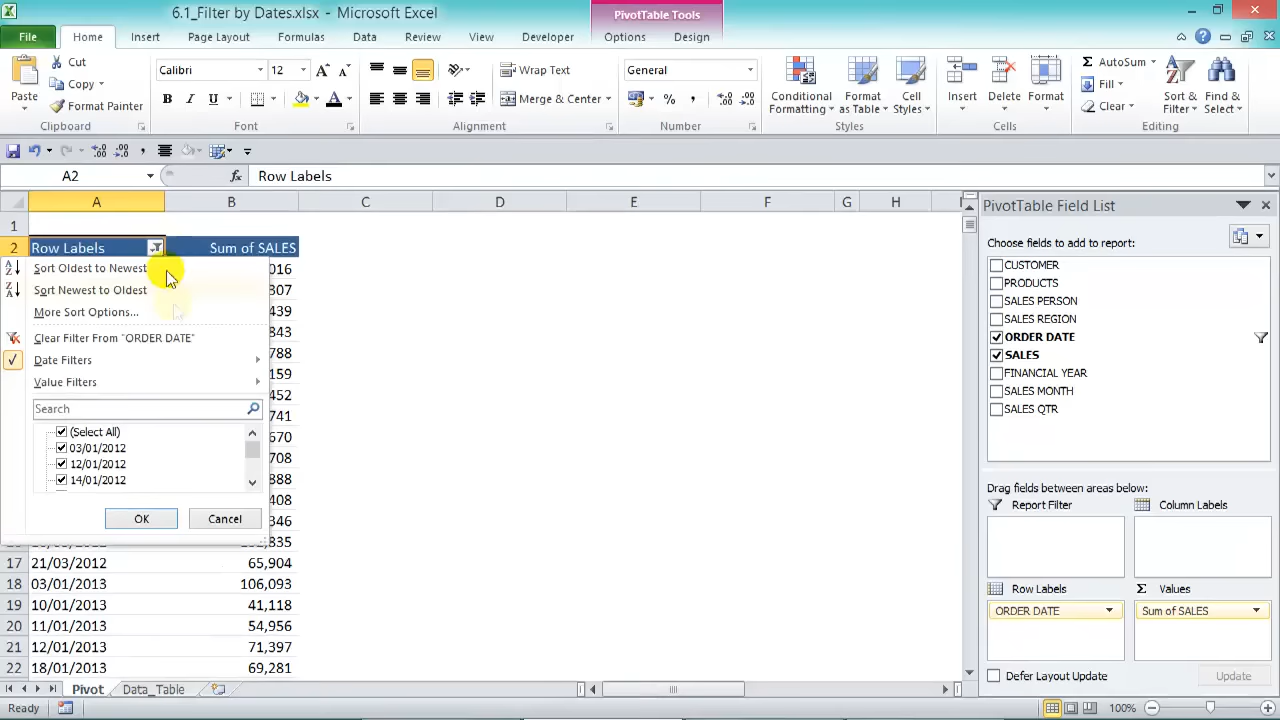 6.1_Filter by Dates.xlsx - Microsoft Excel
PivotTable Tools
File Home Insert Page Layout Formulas Data Review View Developer Options Design
Paste
Cut
Copy
Format Painter
Clipboard
Calibri 12
B I U
Font
Wrap Text
Merge & Center
Alignment
General
% ,
Number
Conditional Formatting
Format as Table
Cell Styles
Styles
Insert Delete Format
Cells
AutoSum
Fill
Clear
Sort & Filter
Find & Select
Editing
A2 fx Row Labels
A B C D E F G H
1
2 Row Labels Sum of SALES
Sort Oldest to Newest 016
Sort Newest to Oldest 307
More Sort Options... 439
Clear Filter From "ORDER DATE" 843
Date Filters 788
159
Value Filters 452
Search 741
(Select All) 670
03/01/2012 708
12/01/2012
14/01/2012 888
408
OK Cancel 346
835
17 21/03/2012 65,904
18 03/01/2013 106,093
19 10/01/2013 41,118
20 11/01/2013 54,956
21 12/01/2013 71,397
22 18/01/2013 69,281
PivotTable Field List
Choose fields to add to report:
CUSTOMER
PRODUCTS
SALES PERSON
SALES REGION
ORDER DATE
SALES
FINANCIAL YEAR
SALES MONTH
SALES QTR
Drag fields between areas below:
Report Filter Column Labels
Row Labels Σ Values
ORDER DATE Sum of SALES
Defer Layout Update Update
Pivot Data_Table
Ready 100%